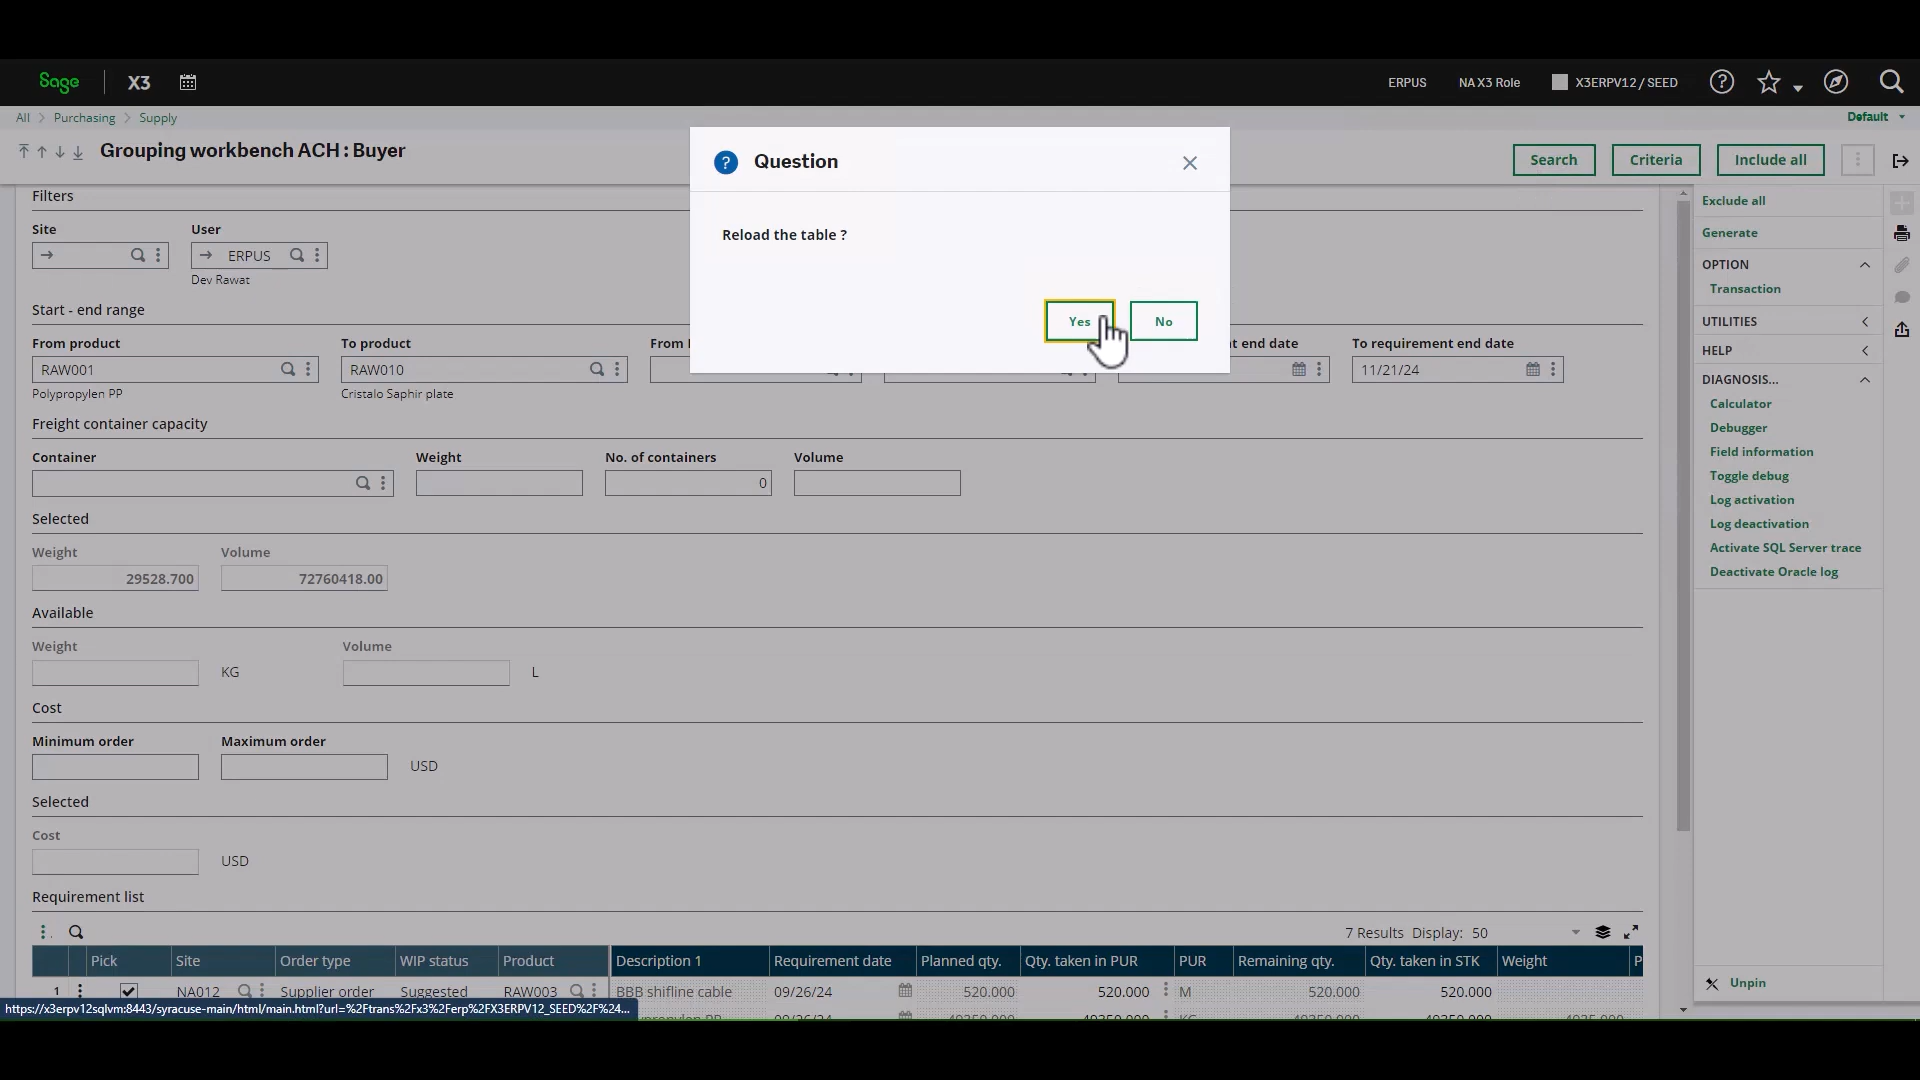 Sage X3 ERPUS NA X3 Role X3ERPV12 / SEED
All > Purchasing > Supply Default
Grouping workbench ACH : Buyer
Search Criteria Include all
? Question
Reload the table ?
Yes No
Filters
Site User
ERPUS
Dev Rawat
Start - end range
From product To product From t end date To requirement end date
RAW001 RAW010 11/21/24
Polypropylen PP Cristalo Saphir plate
Freight container capacity
Container Weight No. of containers Volume
0
Selected
Weight Volume
29528.700 72760418.00
Available
Weight Volume
KG L
Cost
Minimum order Maximum order
USD
Selected
Cost
USD
Requirement list
7 Results Display: 50
Pick Site Order type WIP status Product Description 1 Requirement date Planned qty. Qty. taken in PUR PUR Remaining qty. Qty. taken in STK Weight P
1 NA012 Supplier order Suggested RAW003 BBB shifline cable 09/26/24 520.000 520.000 M 520.000 520.000
https://x3erpv12sqlvm:8443/syracuse-main/html/main.html?url=%2Ftrans%2Fx3%2Ferp%2FX3ERPV12_SEED%2F%24...
Exclude all
Generate
OPTION
Transaction
UTILITIES
HELP
DIAGNOSIS...
Calculator
Debugger
Field information
Toggle debug
Log activation
Log deactivation
Activate SQL Server trace
Deactivate Oracle log
Unpin